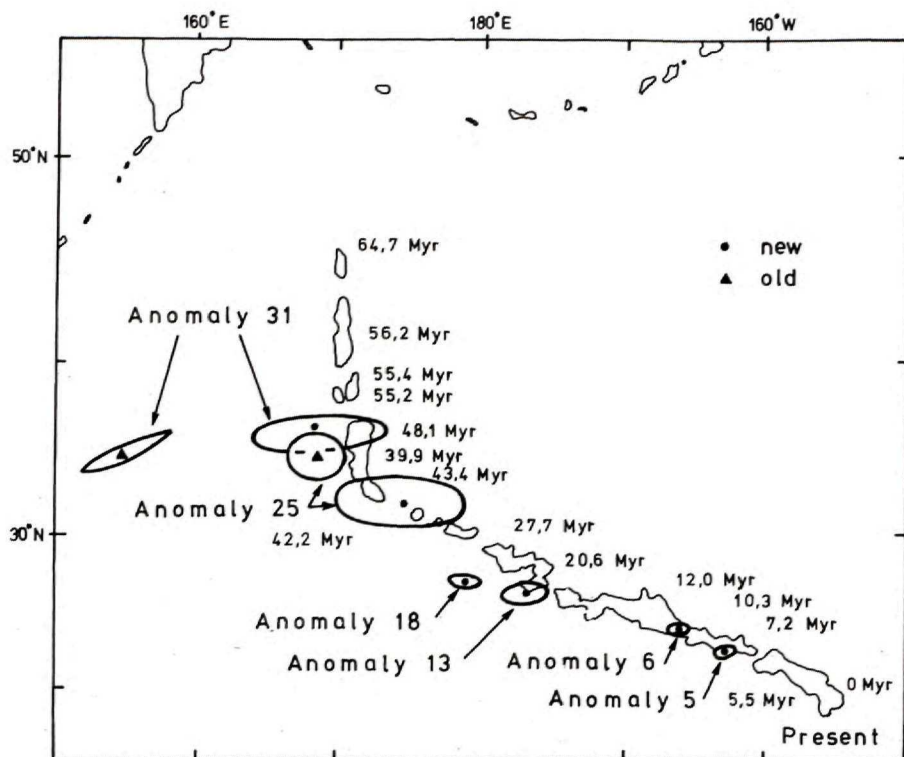 160°E 180°E 160°W
50°N
64,7 Myr
• new
▲ old
Anomaly 31
56,2 Myr
55,4 Myr
55,2 Myr
48,1 Myr
39,9 Myr
43,4 Myr
Anomaly 25
30°N
42,2 Myr
27,7 Myr
20,6 Myr
12,0 Myr
10,3 Myr
7,2 Myr
Anomaly 18
Anomaly 13
Anomaly 6
Anomaly 5
5,5 Myr
0 Myr
Present